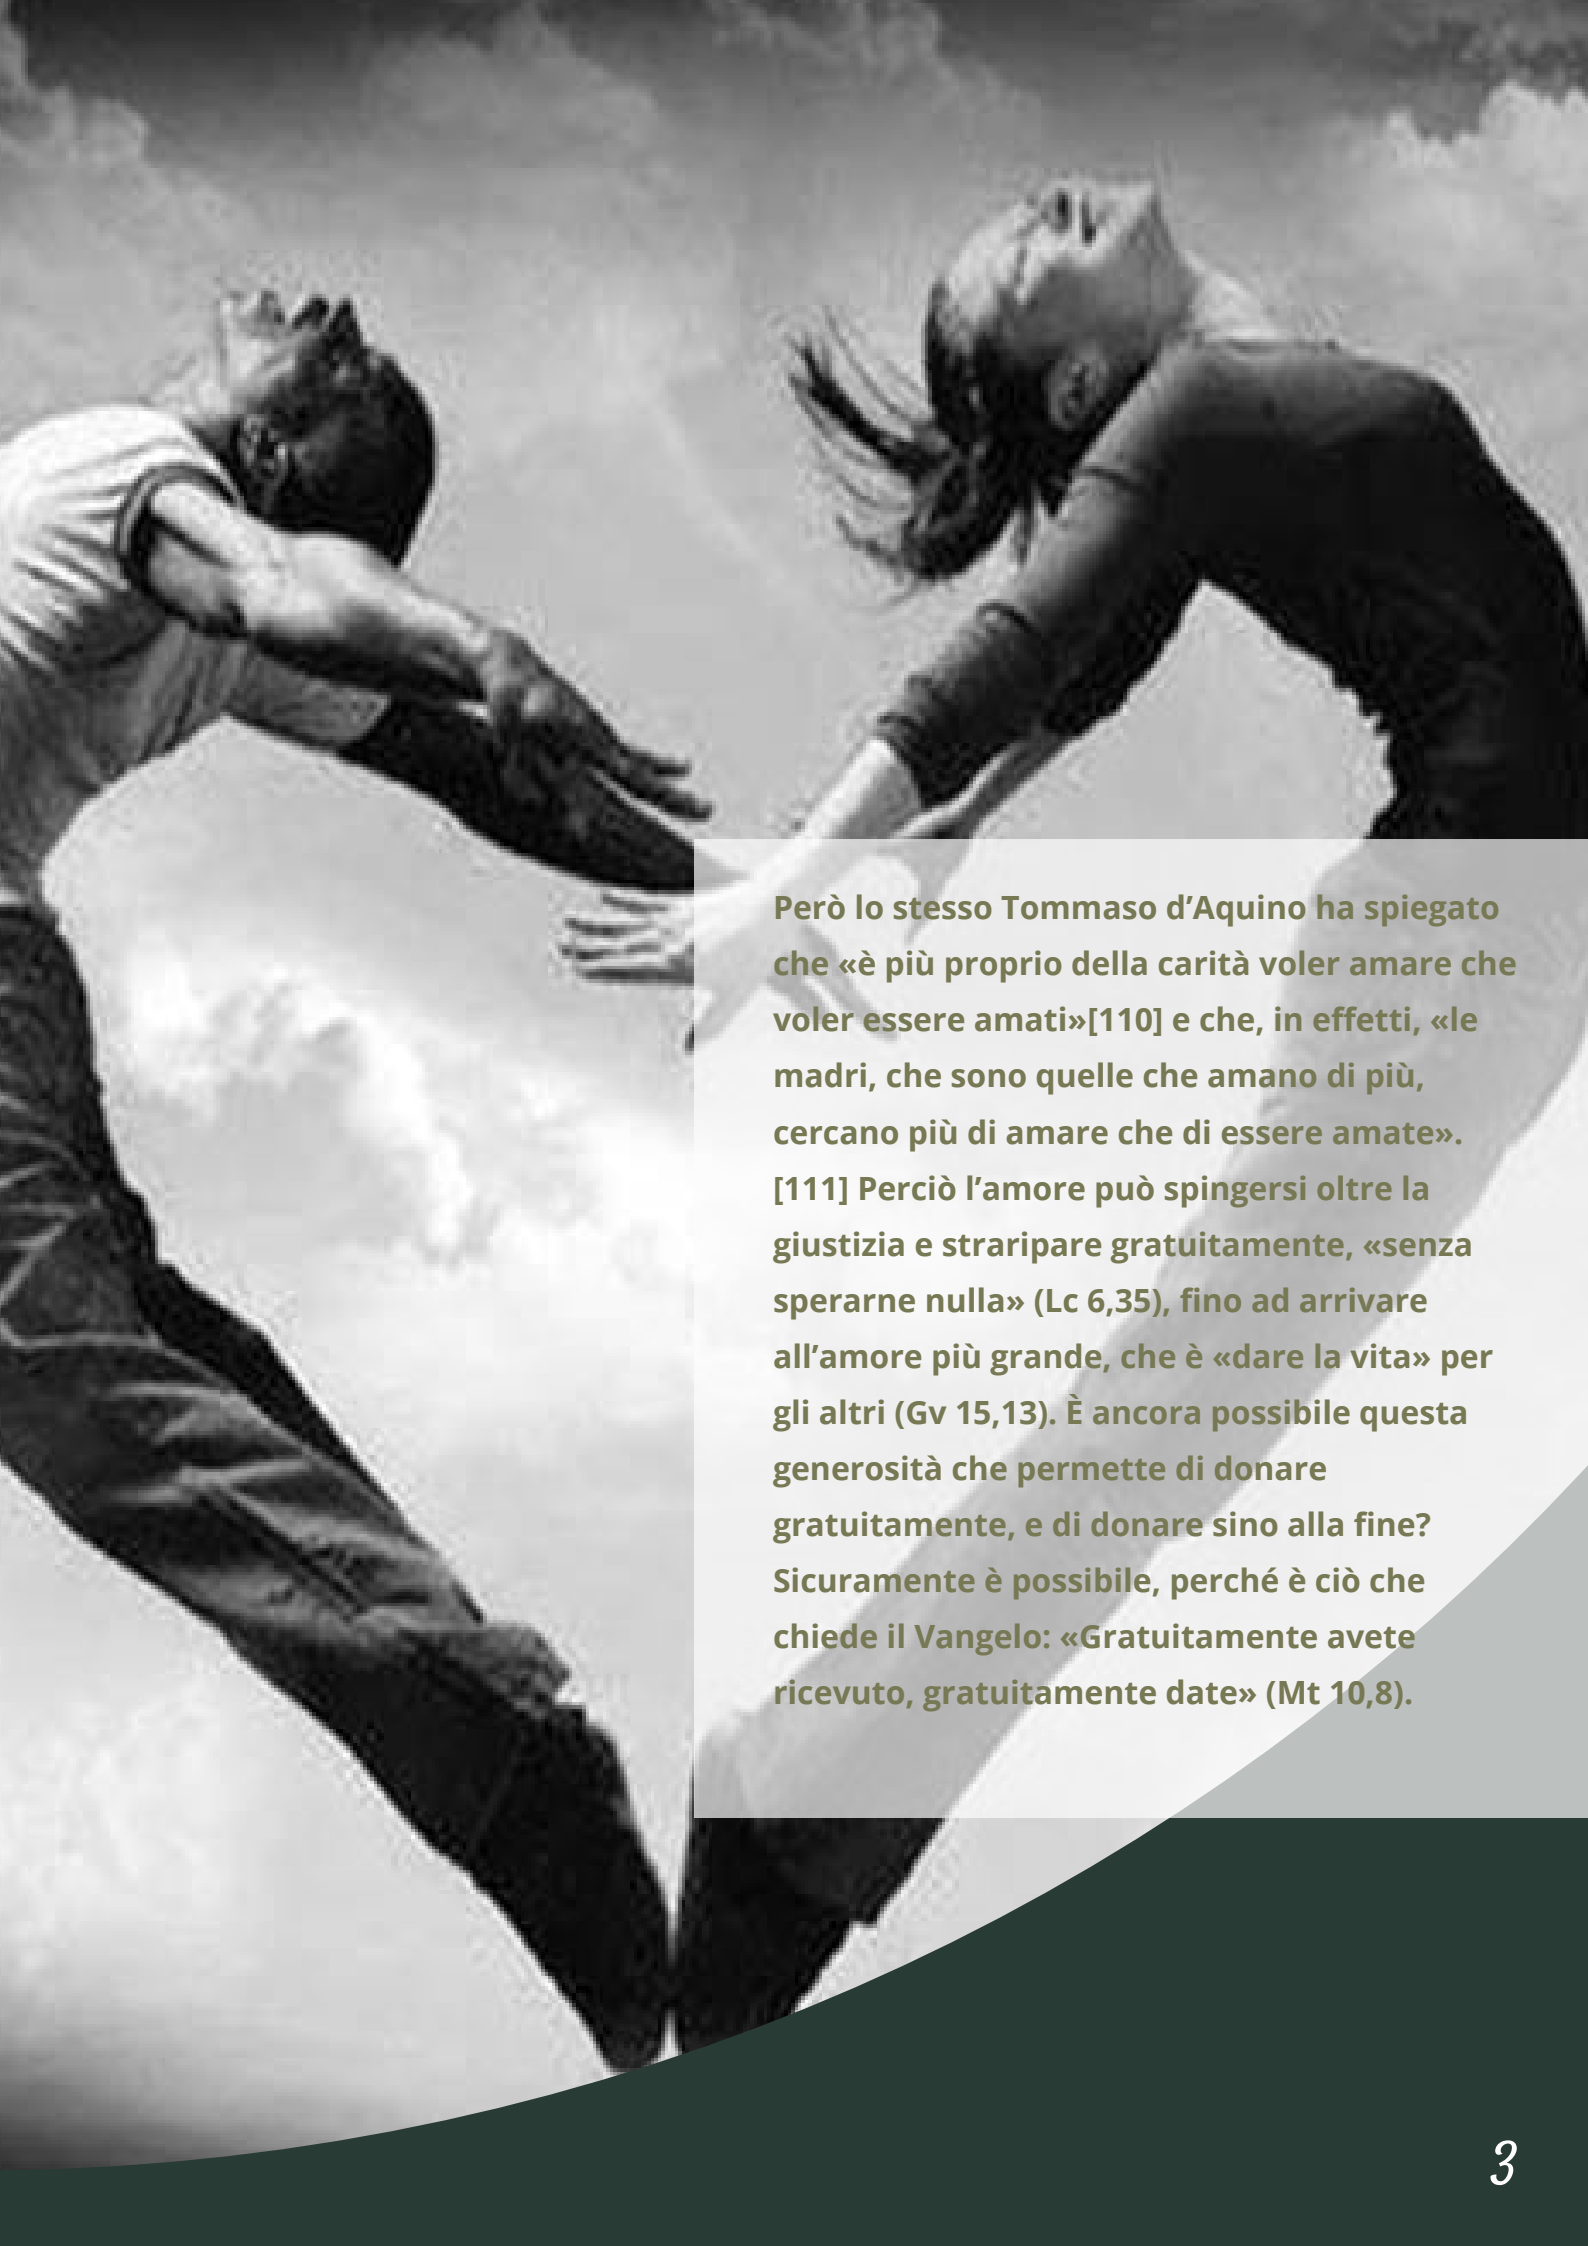 Però lo stesso Tommaso d’Aquino ha spiegato
che «è più proprio della carità voler amare che
voler essere amati»[110] e che, in effetti, «le
madri, che sono quelle che amano di più,
cercano più di amare che di essere amate».
[111] Perciò l’amore può spingersi oltre la
giustizia e straripare gratuitamente, «senza
sperarne nulla» (Lc 6,35), fino ad arrivare
all’amore più grande, che è «dare la vita» per
gli altri (Gv 15,13). È ancora possibile questa
generosità che permette di donare
gratuitamente, e di donare sino alla fine?
Sicuramente è possibile, perché è ciò che
chiede il Vangelo: «Gratuitamente avete
ricevuto, gratuitamente date» (Mt 10,8).
3